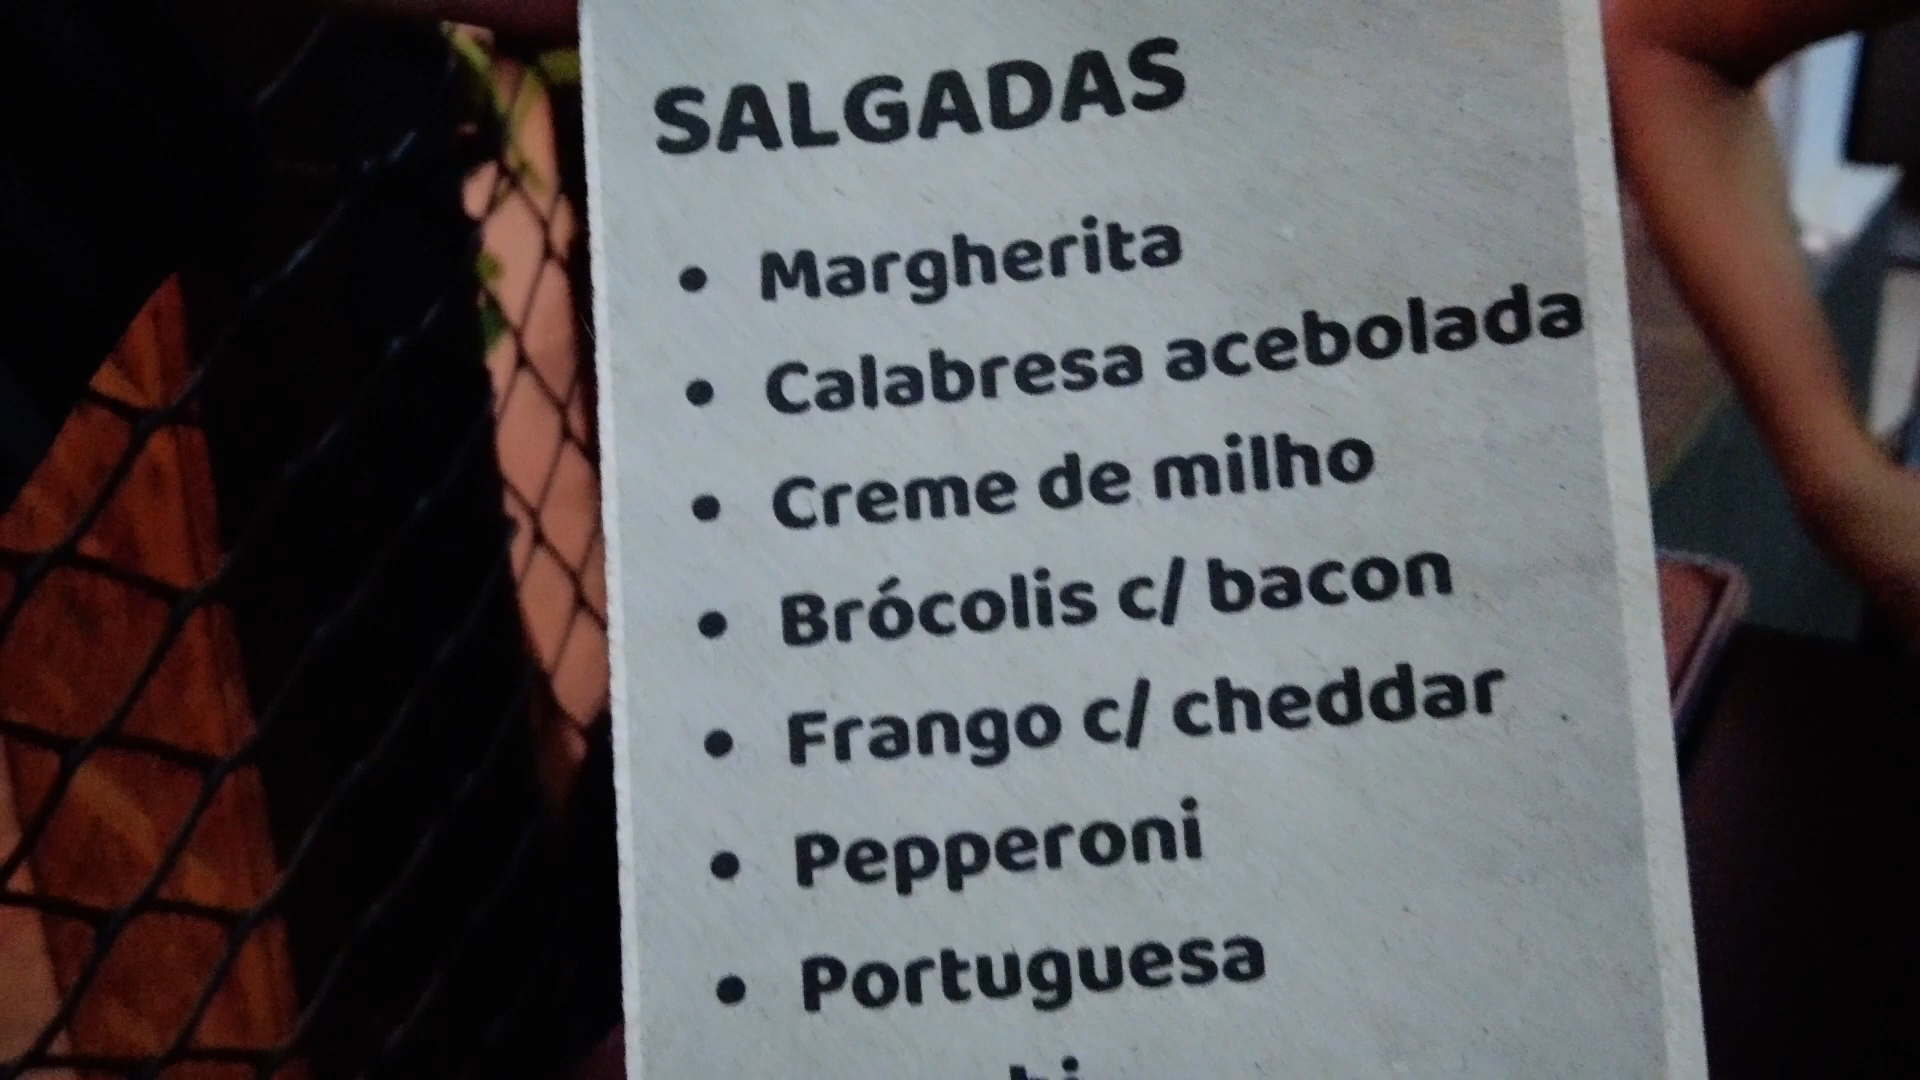 SALGADAS
• Margherita
• Calabresa acebolada
• Creme de milho
• Brócolis c/ bacon
• Frango c/ cheddar
• Pepperoni
• Portuguesa